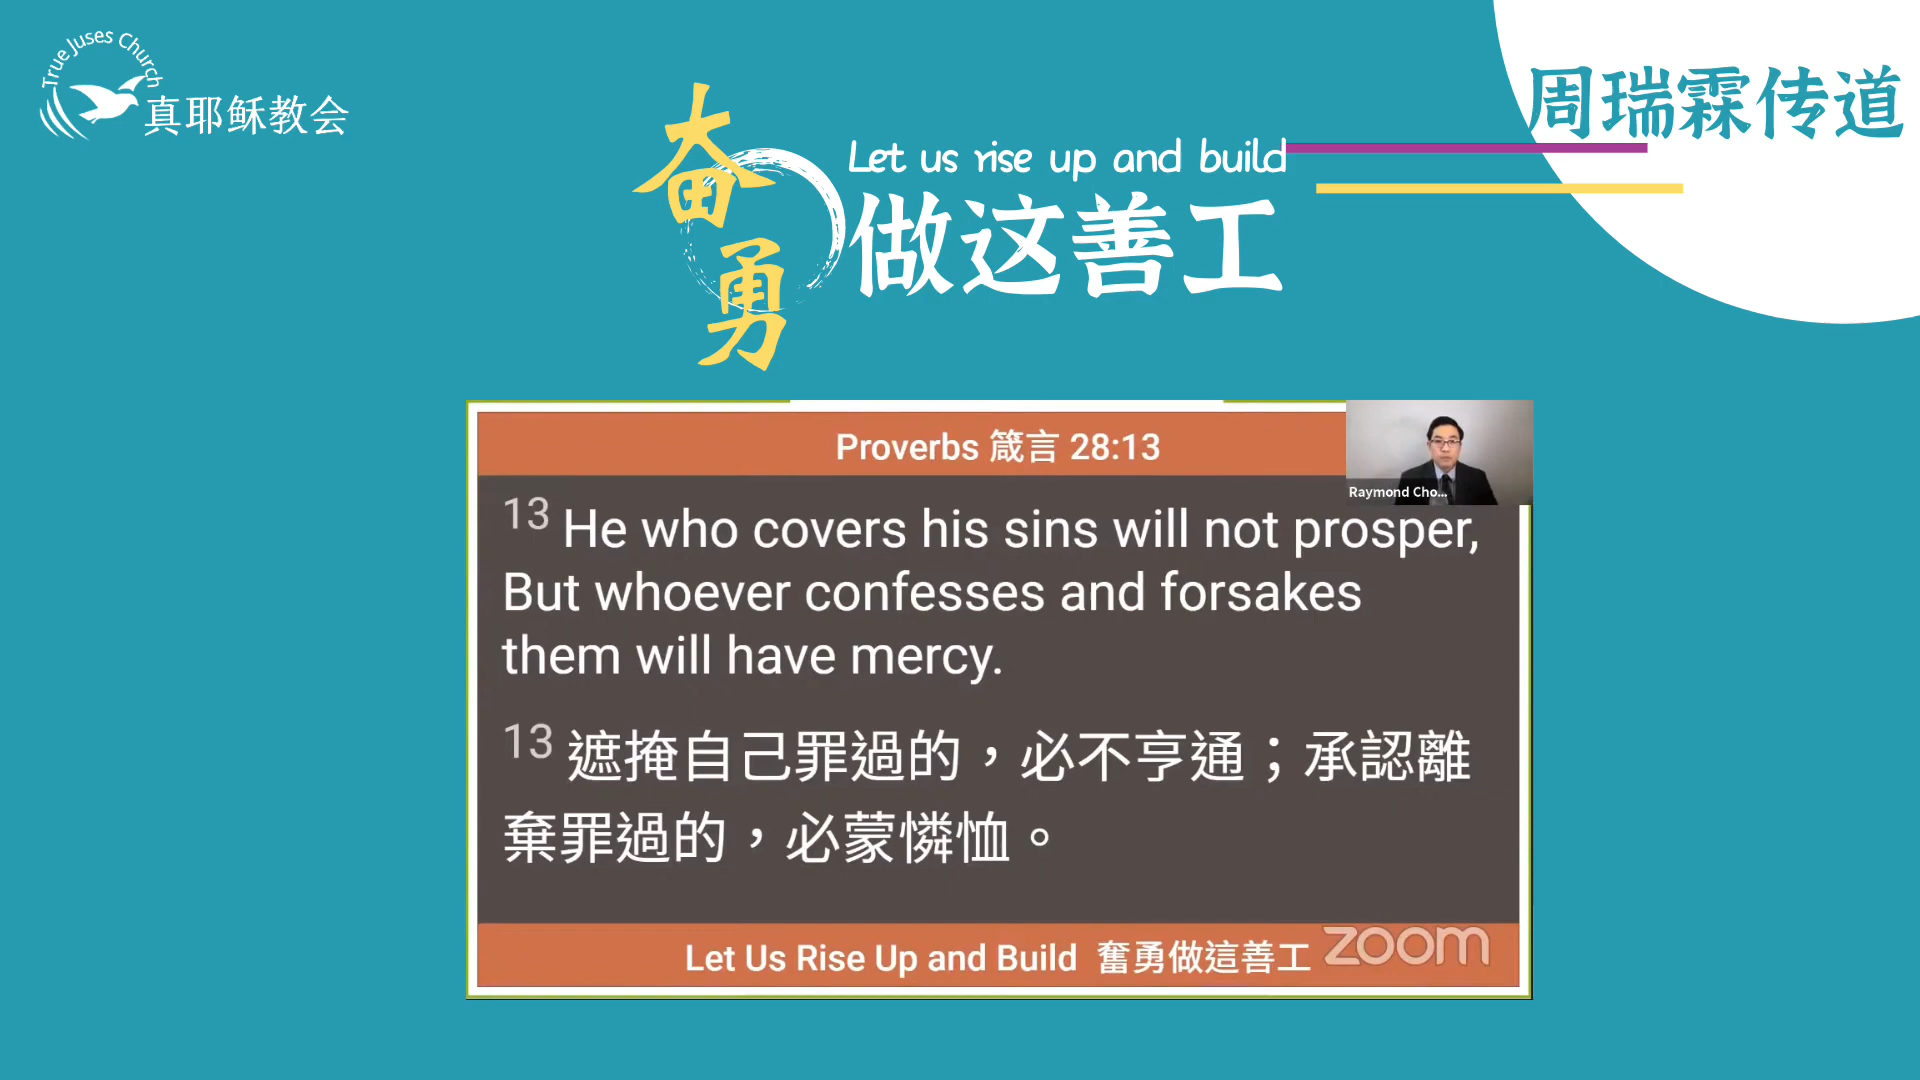 True Juses Church
真耶稣教会
周瑞霖传道
奋勇
Let us rise up and build
做这善工
Proverbs 箴言 28:13
Raymond Cho...
13 He who covers his sins will not prosper,
But whoever confesses and forsakes
them will have mercy.
13 遮掩自己罪過的，必不亨通；承認離
棄罪過的，必蒙憐恤。
Let Us Rise Up and Build 奮勇做這善工
zoom